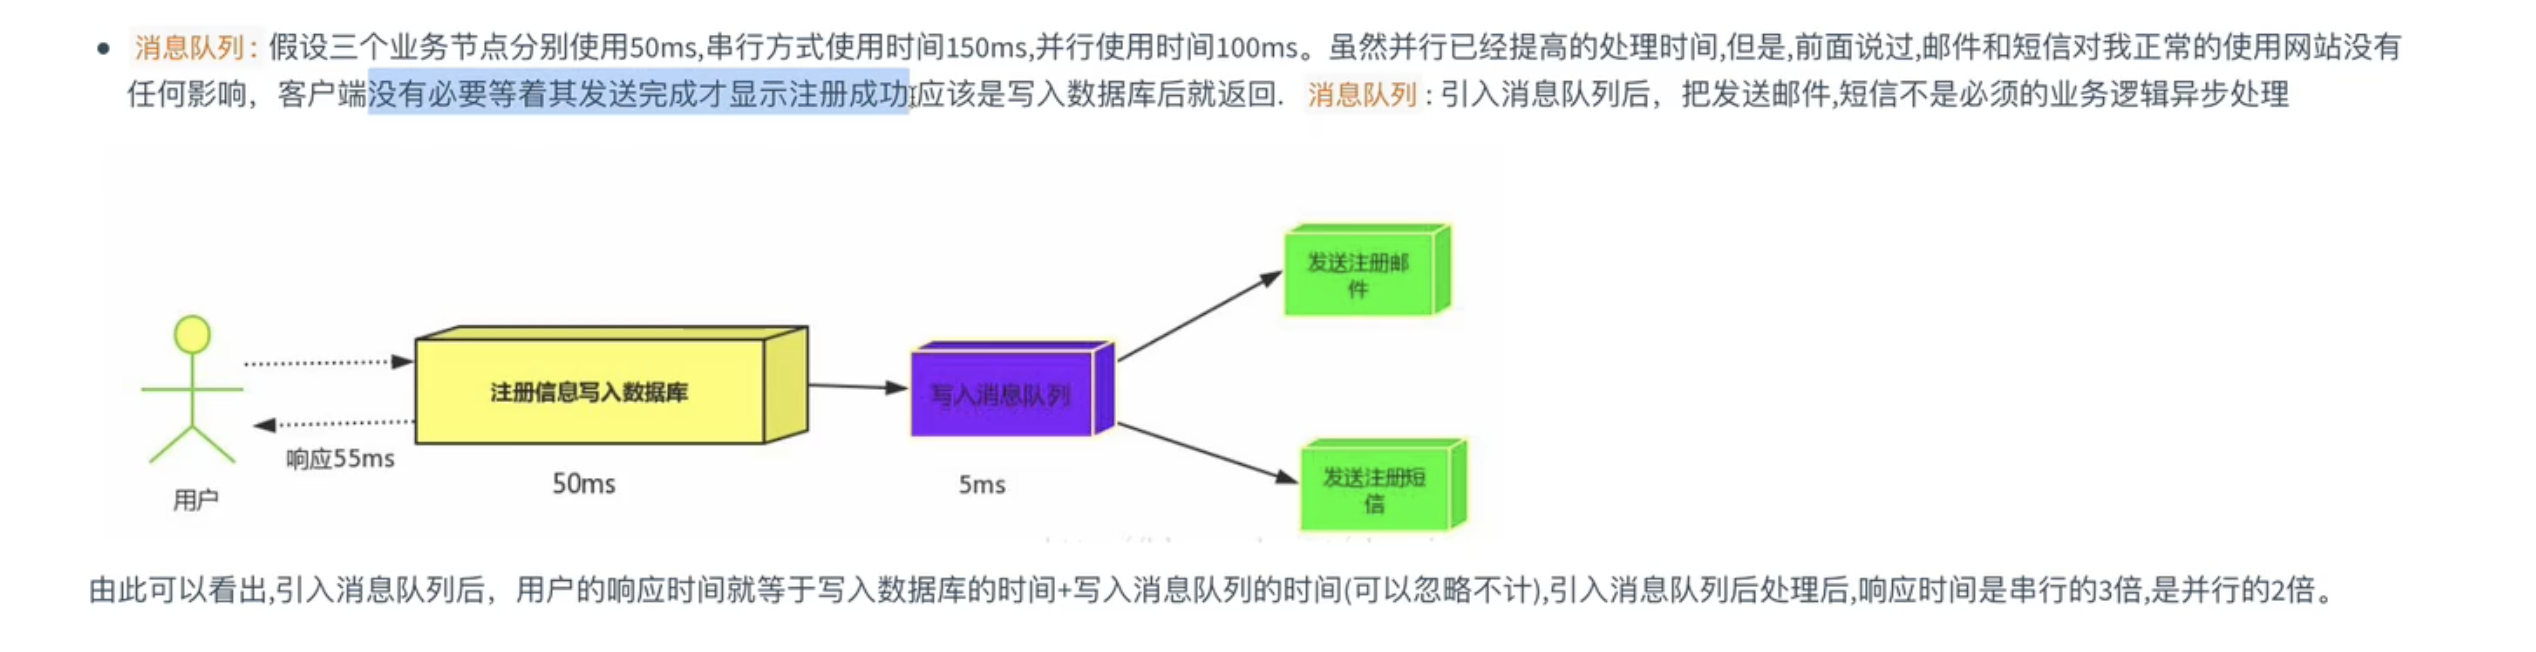 消息队列 : 假设三个业务节点分别使用50ms,串行方式使用时间150ms,并行使用时间100ms。虽然并行已经提高的处理时间,但是,前面说过,邮件和短信对我正常的使用网站没有
任何影响，客户端没有必要等着其发送完成才显示注册成功,应该是写入数据库后就返回. 消息队列 : 引入消息队列后，把发送邮件,短信不是必须的业务逻辑异步处理
发送注册邮
件
注册信息写入数据库
写入消息队列
响应55ms
用户
50ms
5ms
发送注册短
信
由此可以看出,引入消息队列后，用户的响应时间就等于写入数据库的时间+写入消息队列的时间(可以忽略不计),引入消息队列后处理后,响应时间是串行的3倍,是并行的2倍。